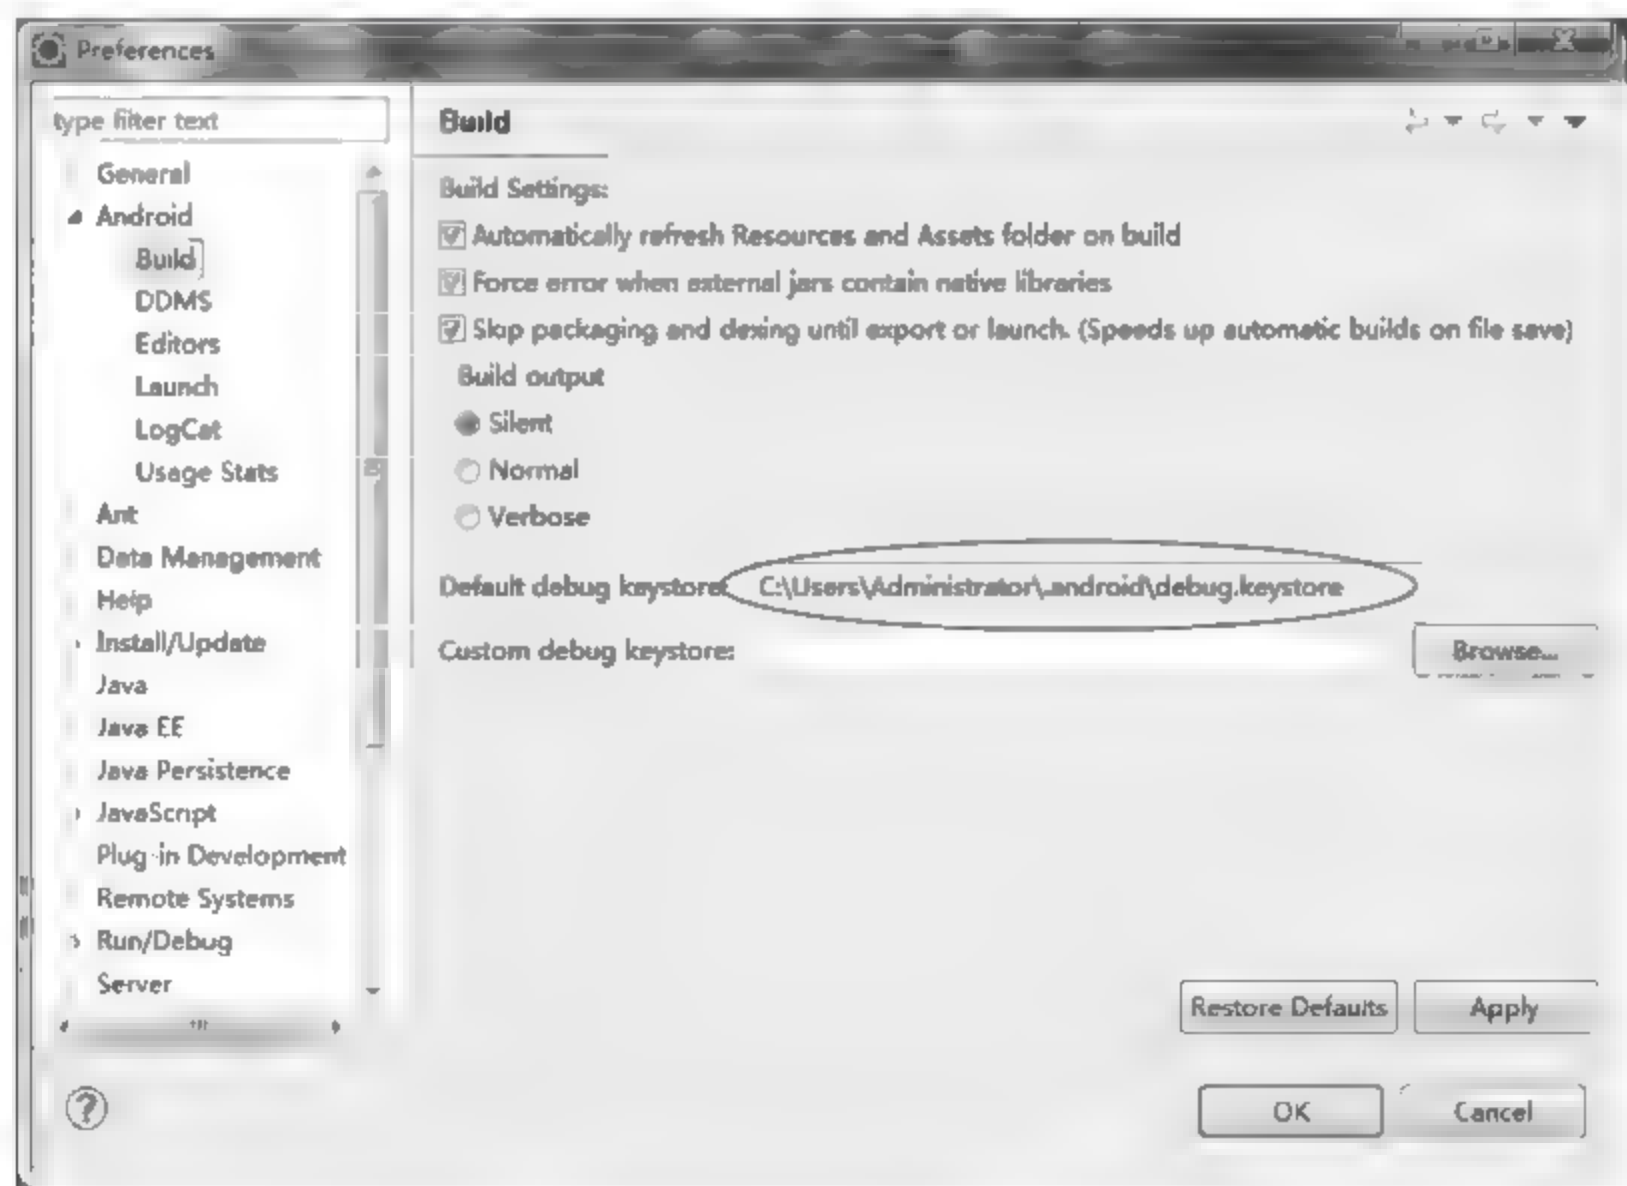 Preferences
type filter text
General
Android
Build
DDMS
Editors
Launch
LogCat
Usage Stats
Ant
Data Management
Help
Install/Update
Java
Java EE
Java Persistence
JavaScript
Plug-in Development
Remote Systems
Run/Debug
Server
Build
Build Settings:
Automatically refresh Resources and Assets folder on build
Force error when external jars contain native libraries
Skip packaging and dexing until export or launch. (Speeds up automatic builds on file save)
Build output
Silent
Normal
Verbose
Default debug keystore: C:\Users\Administrator\.android\debug.keystore
Custom debug keystore:
Browse...
Restore Defaults
Apply
OK
Cancel